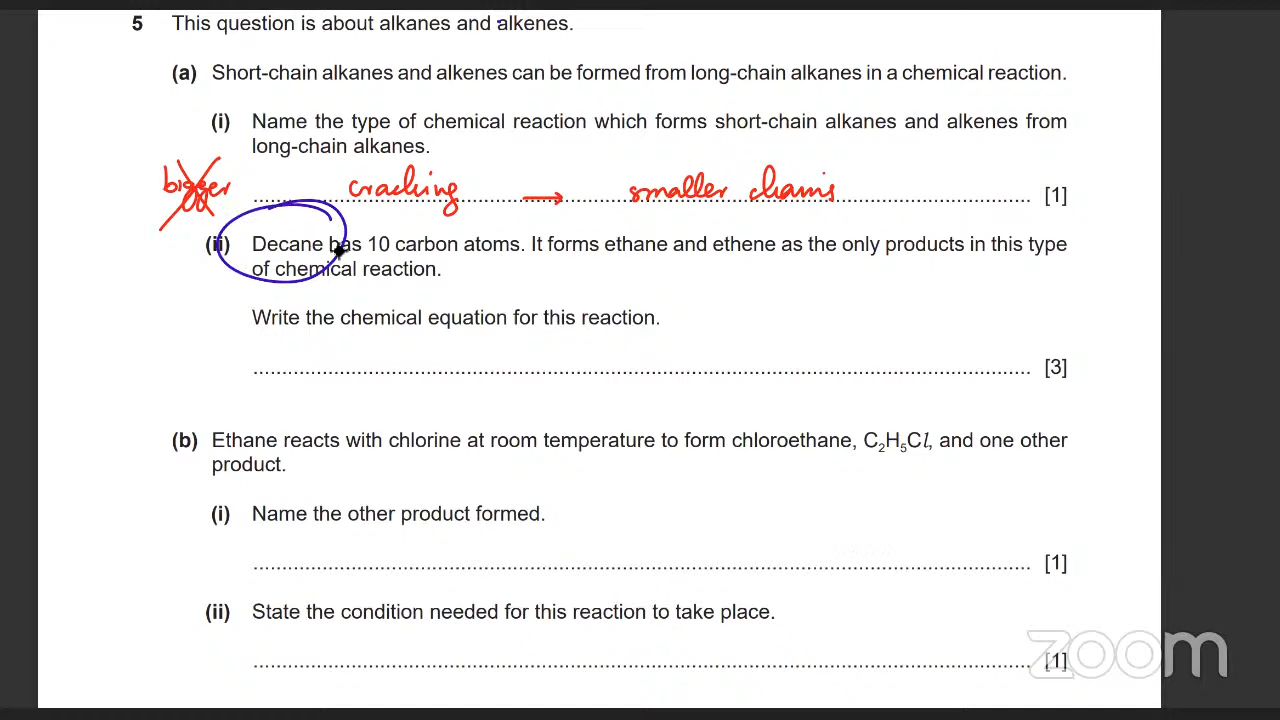 5 This question is about alkanes and alkenes.
(a) Short-chain alkanes and alkenes can be formed from long-chain alkanes in a chemical reaction.
(i) Name the type of chemical reaction which forms short-chain alkanes and alkenes from
long-chain alkanes.
bigger cracking → smaller chains [1]
(ii) Decane has 10 carbon atoms. It forms ethane and ethene as the only products in this type
of chemical reaction.
Write the chemical equation for this reaction.
[3]
(b) Ethane reacts with chlorine at room temperature to form chloroethane, C₂H₅Cl, and one other
product.
(i) Name the other product formed.
[1]
(ii) State the condition needed for this reaction to take place.
[1]
zoom